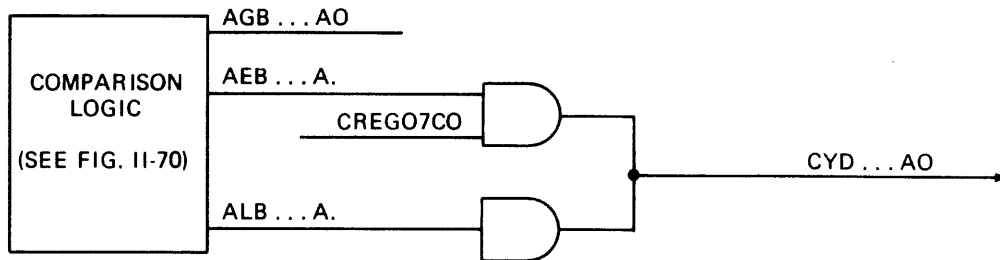 AGB . . . AO
AEB . . . A.
COMPARISON
LOGIC
(SEE FIG. II-70)
CREGO7CO
CYD . . . AO
ALB . . . A.